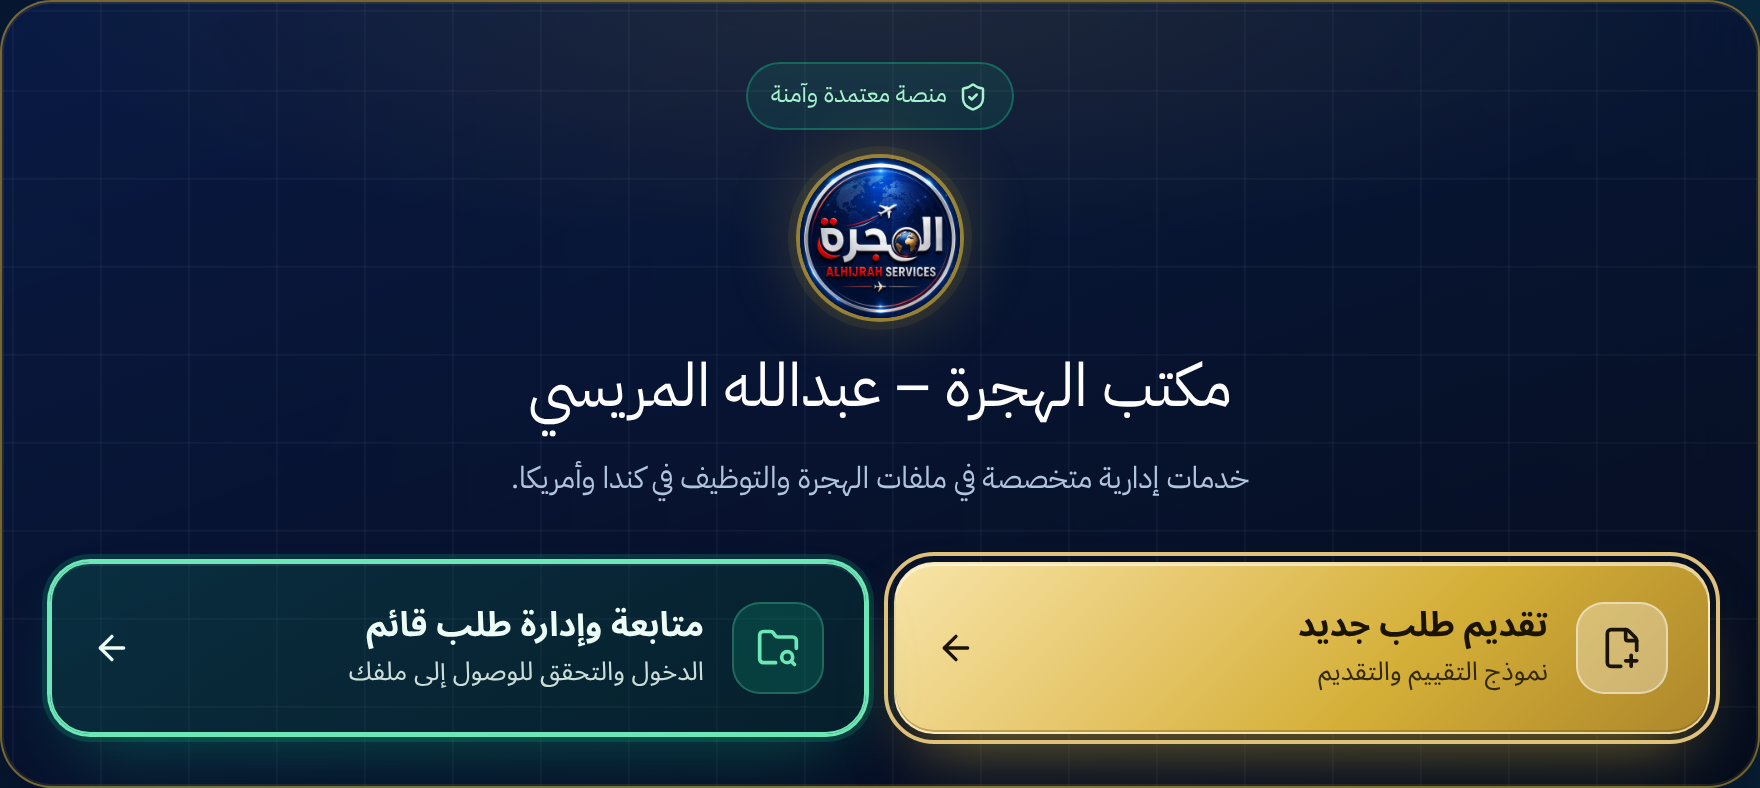 منصة معتمدة وآمنة
الهجرة
ALHIJRAH SERVICES
مكتب الهجرة – عبدالله المريسي
خدمات إدارية متخصصة في ملفات الهجرة والتوظيف في كندا وأمريكا.
تقديم طلب جديد
نموذج التقييم والتقديم
متابعة وإدارة طلب قائم
الدخول والتحقق للوصول إلى ملفك